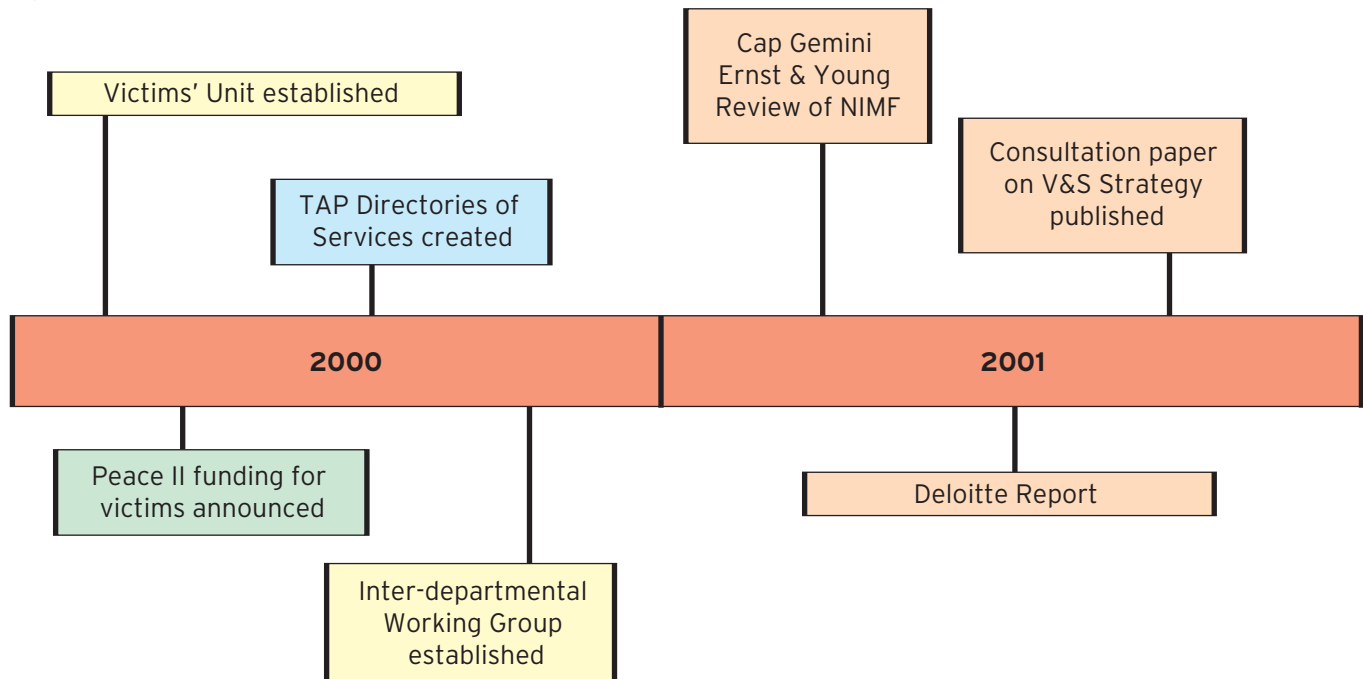 Victims’ Unit established
TAP Directories of
Services created
Cap Gemini
Ernst & Young
Review of NIMF
Consultation paper
on V&S Strategy
published
2000
2001
Peace II funding for
victims announced
Inter-departmental
Working Group
established
Deloitte Report